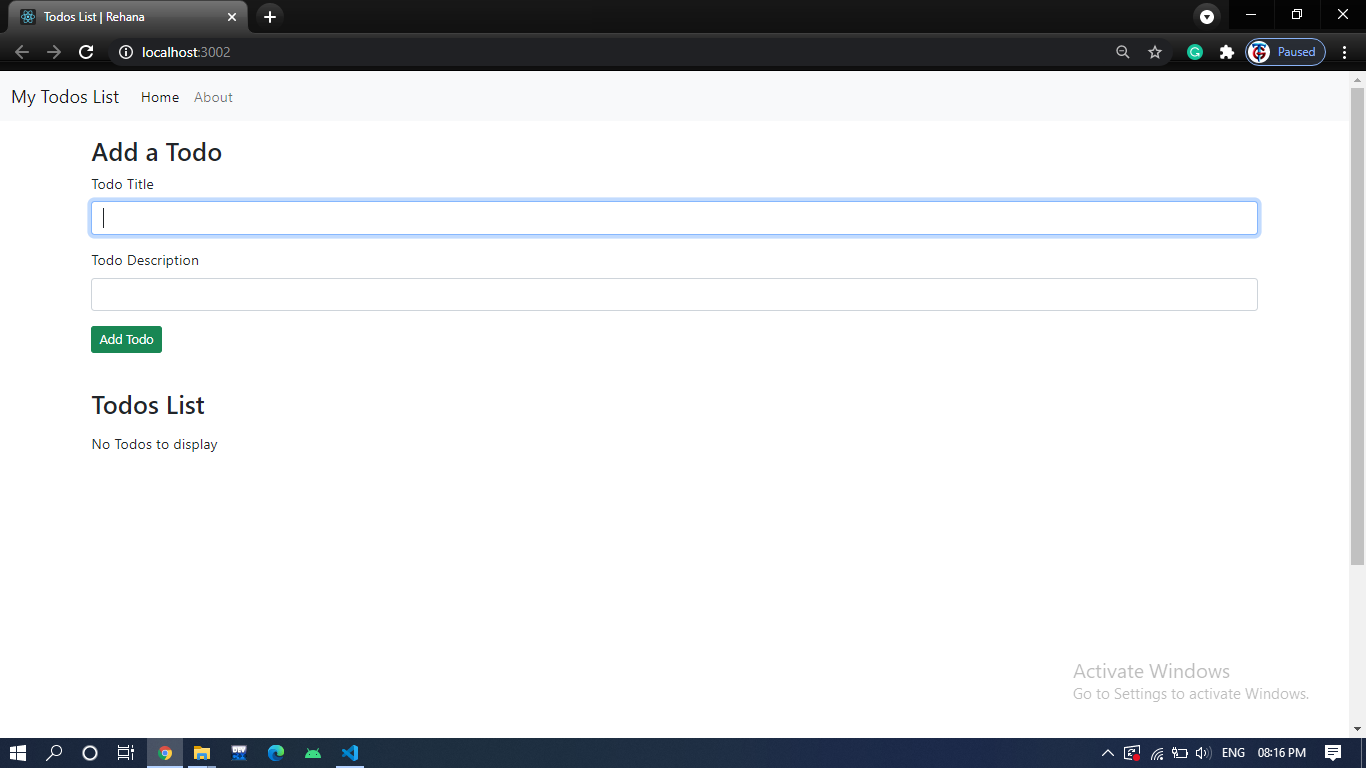 Todos List | Rehana
localhost:3002
Paused
My Todos List Home About
Add a Todo
Todo Title
Todo Description
Add Todo
Todos List
No Todos to display
Activate Windows
Go to Settings to activate Windows.
ENG 08:16 PM